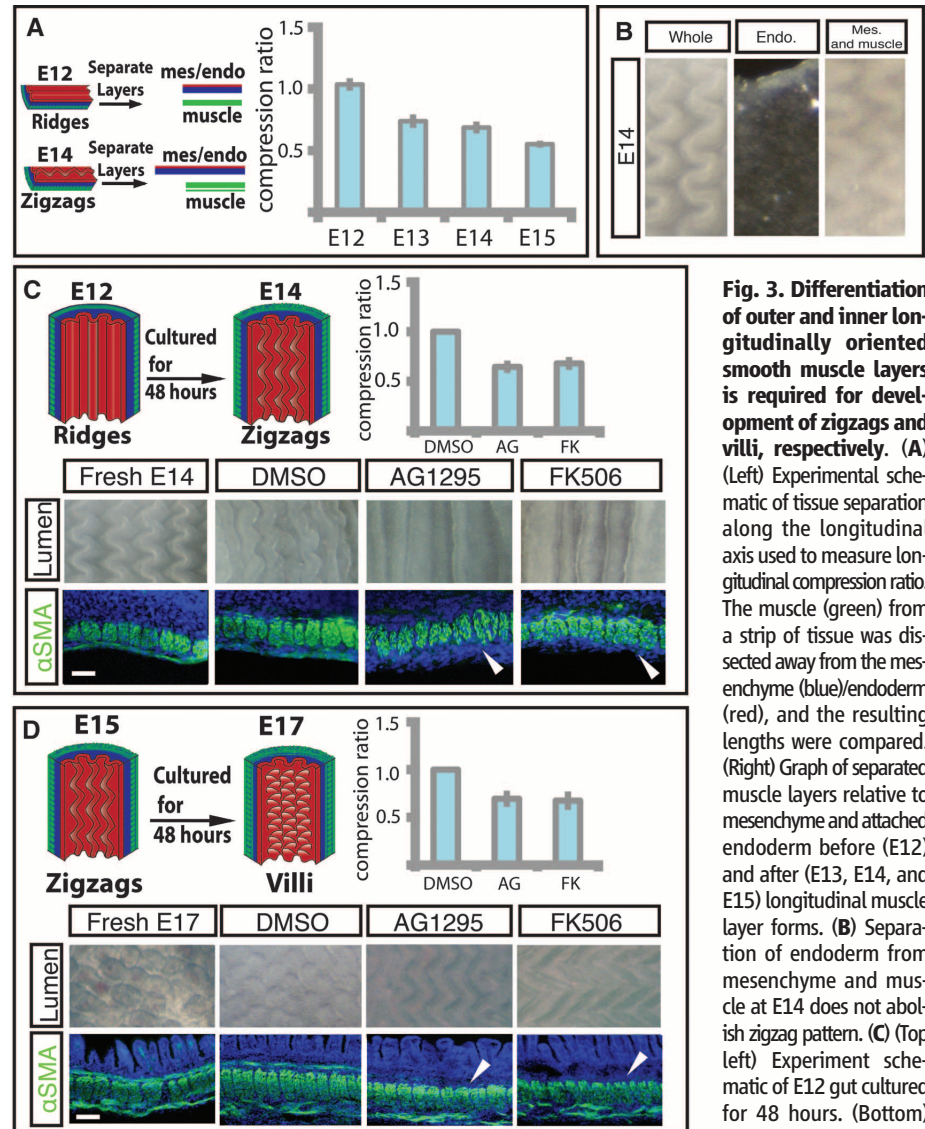 A
E12
Separate
Layers
mes/endo
muscle
Ridges
E14
Separate
Layers
mes/endo
muscle
Zigzags
compression ratio
1.5
1.0
0.5
E12 E13 E14 E15
B
Whole
Endo.
Mes.
and muscle
E14
C
E12
E14
Cultured
for
48 hours
Ridges
Zigzags
compression ratio
1.5
1.0
0.5
DMSO AG FK
Fresh E14
DMSO
AG1295
FK506
Lumen
αSMA
D
E15
E17
Cultured
for
48 hours
Zigzags
Villi
compression ratio
1.5
1.0
0.5
DMSO AG FK
Fresh E17
DMSO
AG1295
FK506
Lumen
αSMA
Fig. 3. Differentiation
of outer and inner lon-
gitudinally oriented
smooth muscle layers
is required for devel-
opment of zigzags and
villi, respectively. (A)
(Left) Experimental sche-
matic of tissue separation
along the longitudinal
axis used to measure lon-
gitudinal compression ratio.
The muscle (green) from
a strip of tissue was dis-
sected away from the mes-
enchyme (blue)/endoderm
(red), and the resulting
lengths were compared.
(Right) Graph of separated
muscle layers relative to
mesenchyme and attached
endoderm before (E12)
and after (E13, E14, and
E15) longitudinal muscle
layer forms. (B) Separa-
tion of endoderm from
mesenchyme and mus-
cle at E14 does not abol-
ish zigzag pattern. (C) (Top
left) Experiment sche-
matic of E12 gut cultured
for 48 hours. (Bottom)